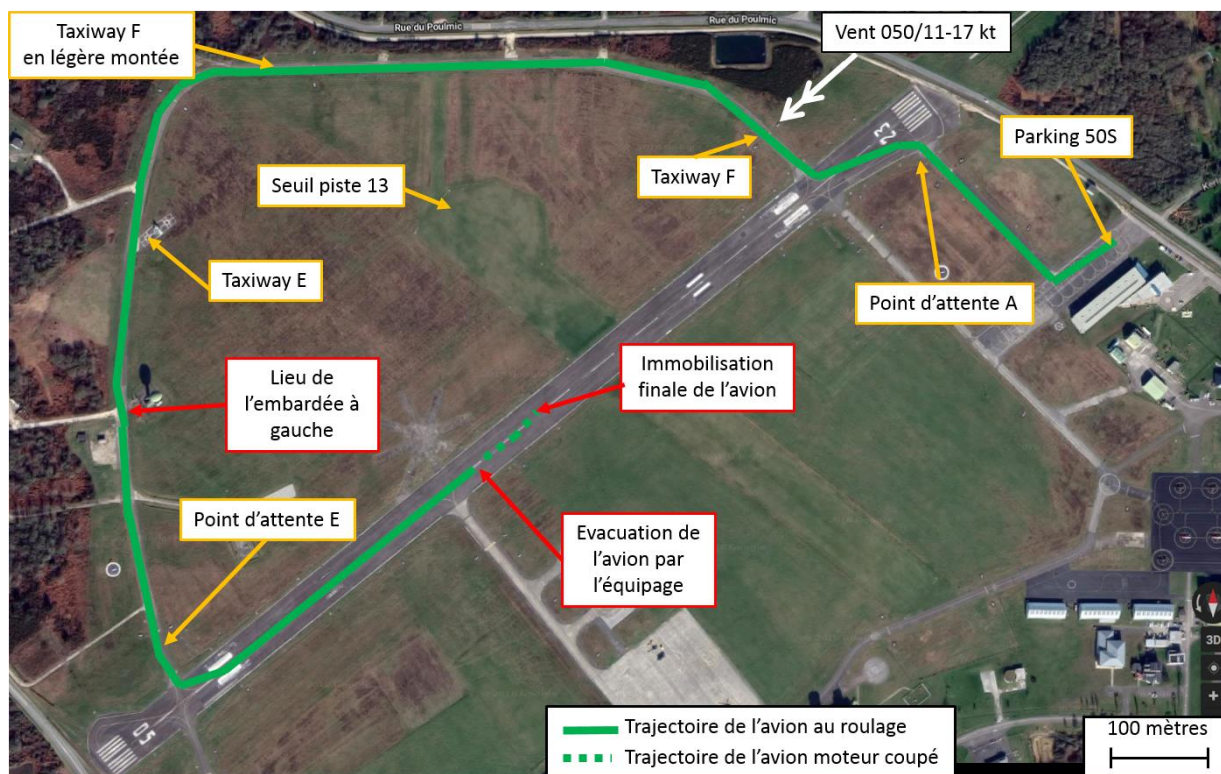 Taxiway F
en légère montée
Rue du Poulmic
Rue du Poulmic
Vent 050/11-17 kt
Parking 50S
23
Taxiway F
Seuil piste 13
Taxiway E
Point d'attente A
Lieu de
l'embardée à
gauche
Immobilisation
finale de l'avion
Point d'attente E
Evacuation de
l'avion par
l'équipage
05
3D
+
Trajectoire de l'avion au roulage
Trajectoire de l'avion moteur coupé
100 mètres